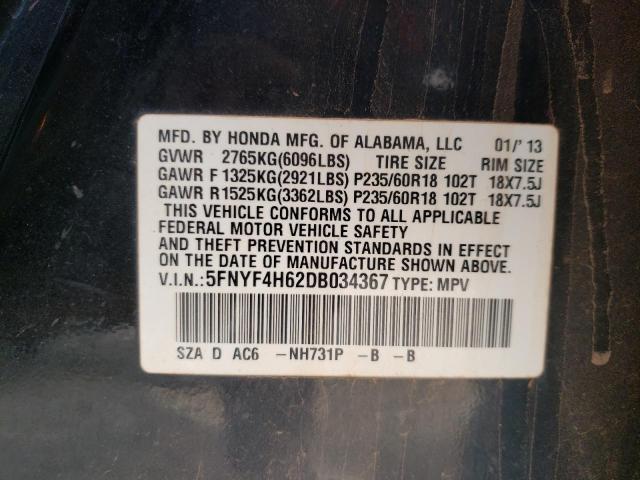 MFD. BY HONDA MFG. OF ALABAMA, LLC 01/'13
GVWR 2765KG(6096LBS) TIRE SIZE RIM SIZE
GAWR F 1325KG(2921LBS) P235/60R18 102T 18X7.5J
GAWR R 1525KG(3362LBS) P235/60R18 102T 18X7.5J
THIS VEHICLE CONFORMS TO ALL APPLICABLE
FEDERAL MOTOR VEHICLE SAFETY
AND THEFT PREVENTION STANDARDS IN EFFECT
ON THE DATE OF MANUFACTURE SHOWN ABOVE.
V.I.N.:5FNYF4H62DB034367 TYPE: MPV
SZA D AC6 -NH731P -B -B